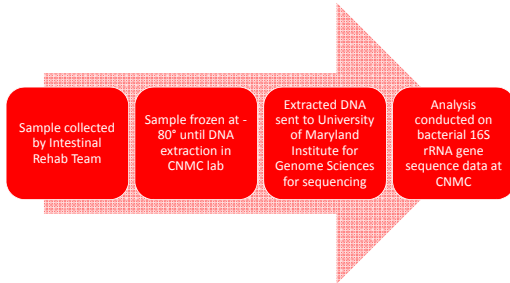 Sample collected
by Intestinal
Rehab Team
Sample frozen at -
80° until DNA
extraction in
CNMC lab
Extracted DNA
sent to University
of Maryland
Institute for
Genome Sciences
for sequencing
Analysis
conducted on
bacterial 16S
rRNA gene
sequence data at
CNMC